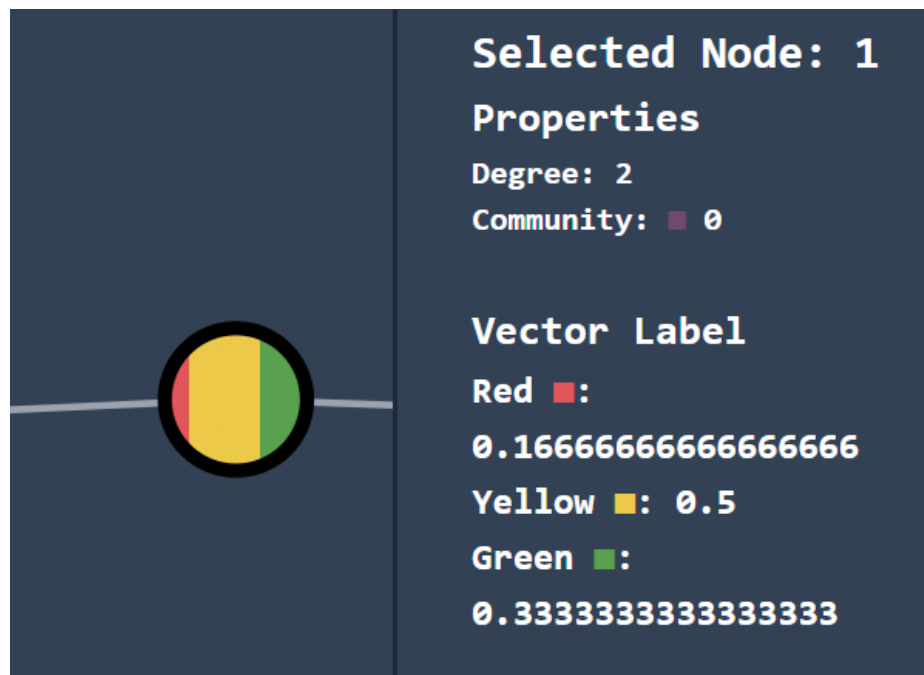 Selected Node: 1
Properties
Degree: 2
Community: 0
Vector Label
Red :
0.16666666666666666
Yellow : 0.5
Green :
0.3333333333333333